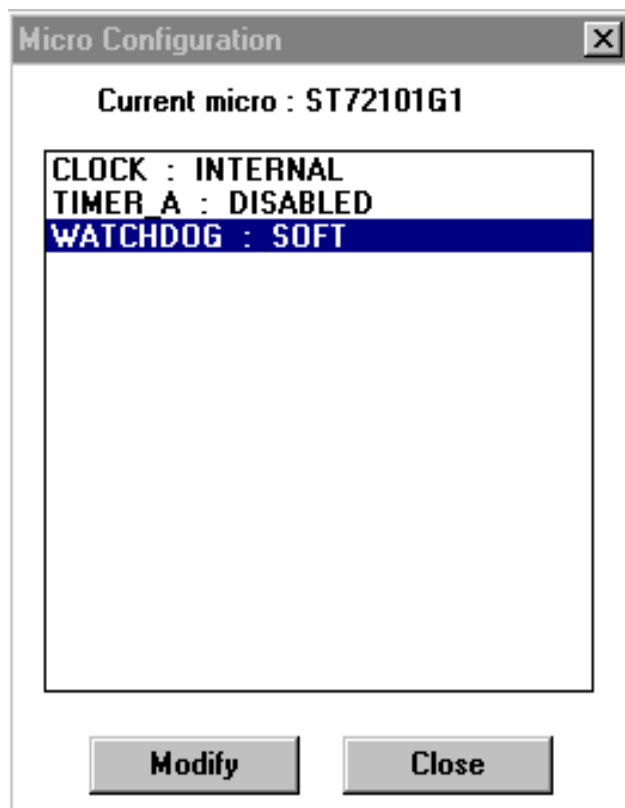 Micro Configuration
Current micro : ST72101G1
CLOCK : INTERNAL
TIMER_A : DISABLED
WATCHDOG : SOFT
Modify Close